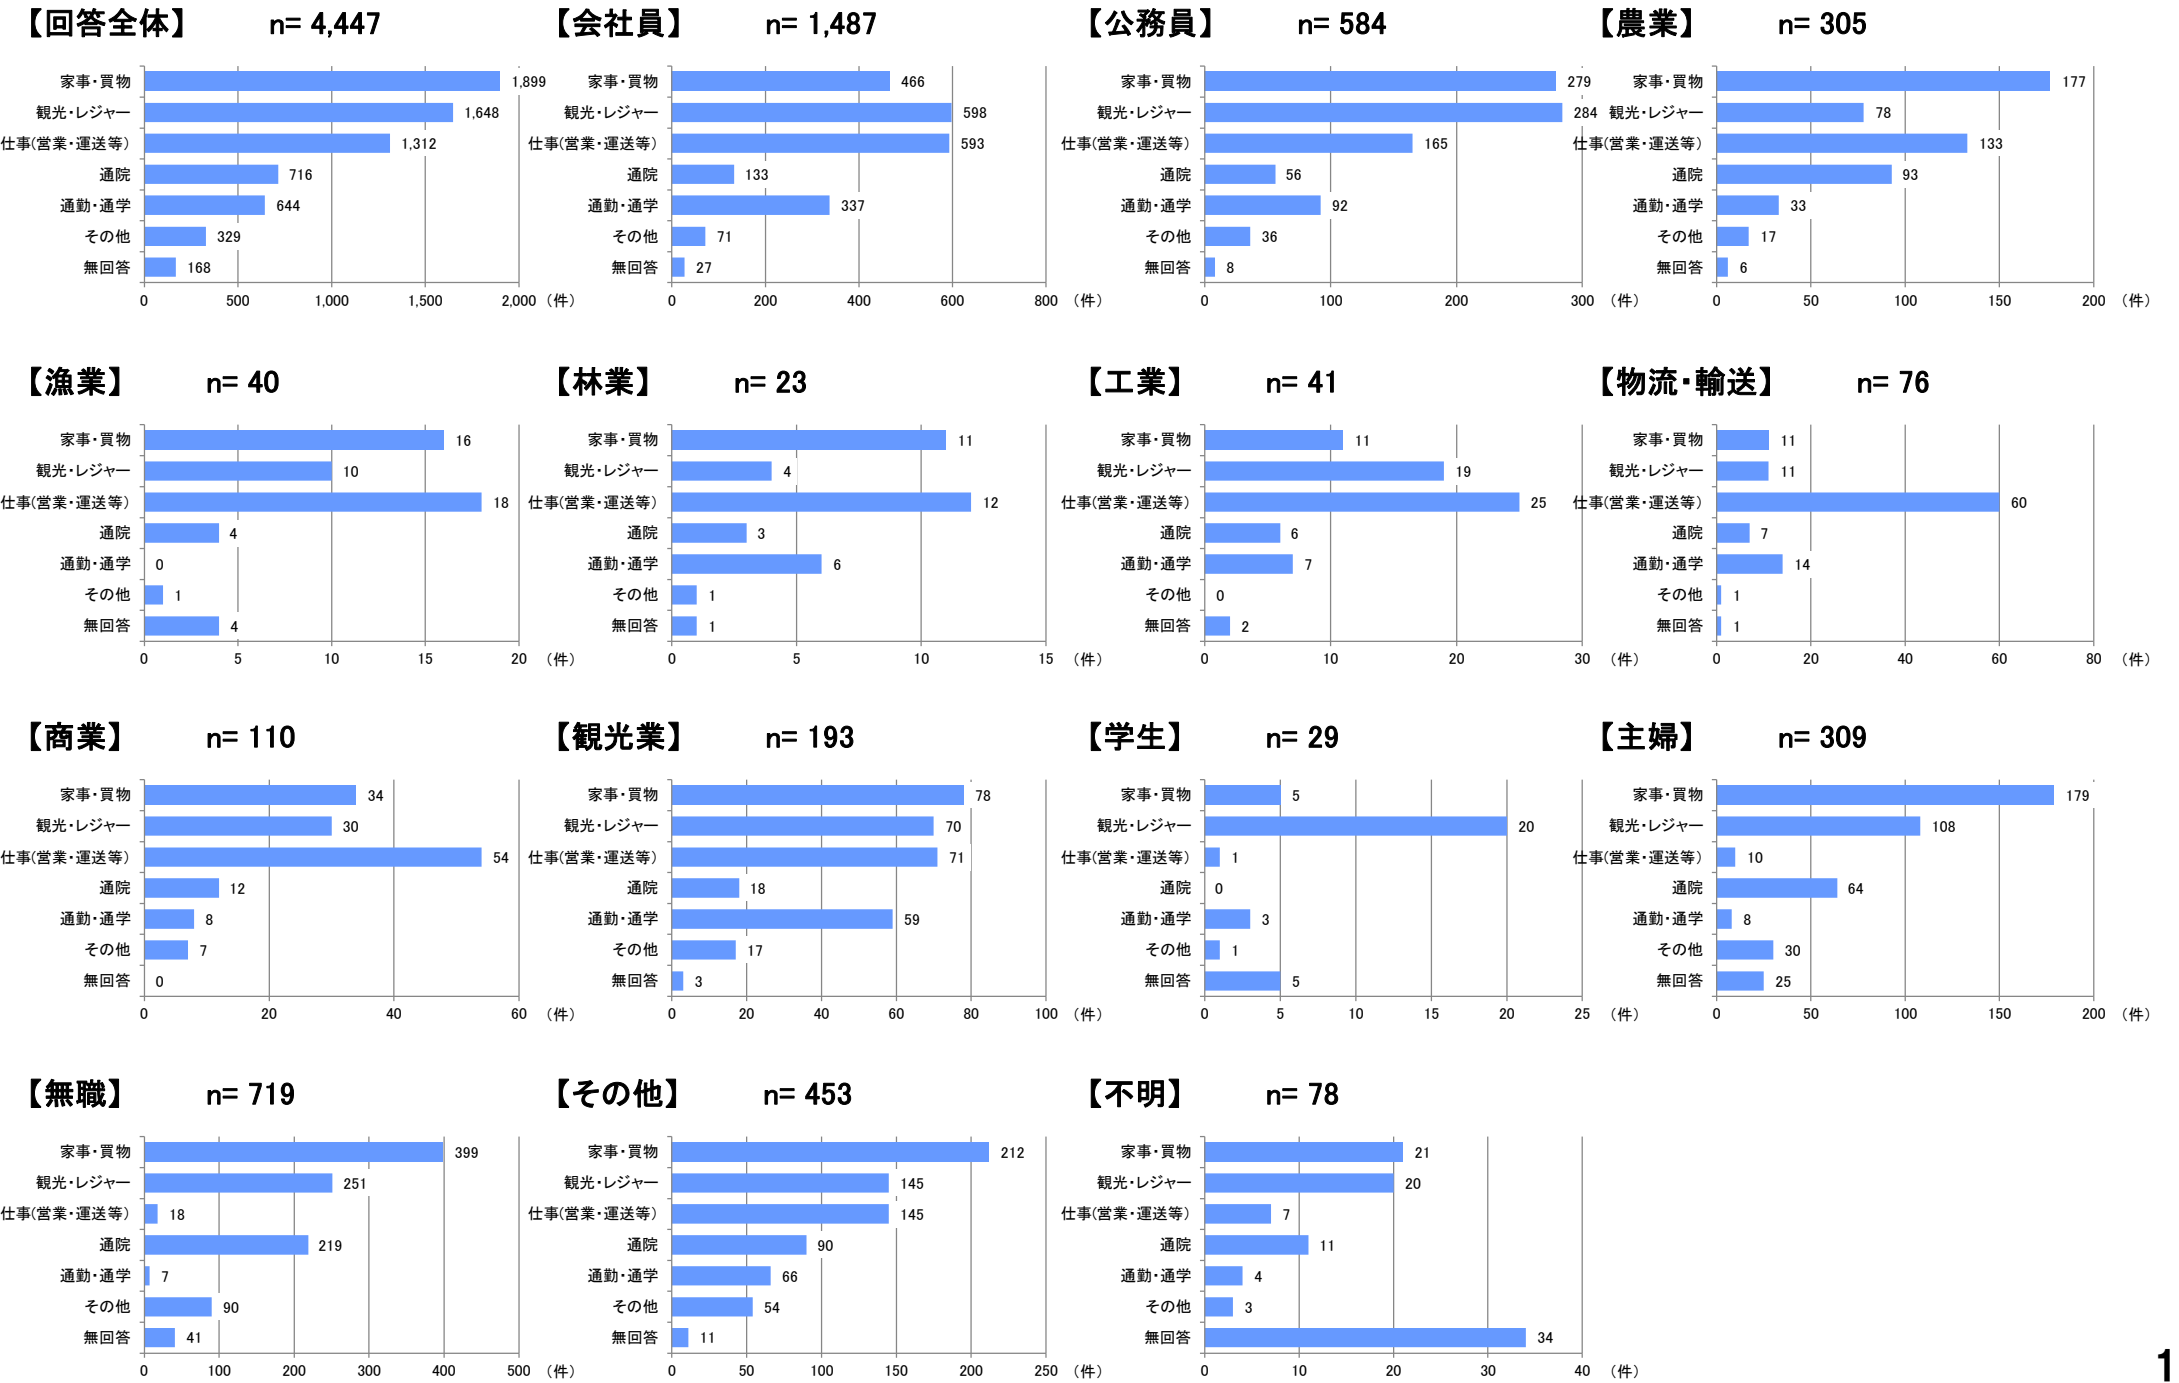 【回答全体】 n= 4,447
家事・買物 1,899
観光・レジャー 1,648
仕事(営業・運送等) 1,312
通院 716
通勤・通学 644
その他 329
無回答 168
0 500 1,000 1,500 2,000 (件)
【会社員】 n= 1,487
家事・買物 466
観光・レジャー 598
仕事(営業・運送等) 593
通院 133
通勤・通学 337
その他 71
無回答 27
0 200 400 600 800 (件)
【公務員】 n= 584
家事・買物 279
観光・レジャー 284
仕事(営業・運送等) 165
通院 56
通勤・通学 92
その他 36
無回答 8
0 100 200 300 (件)
【農業】 n= 305
家事・買物 177
観光・レジャー 78
仕事(営業・運送等) 133
通院 93
通勤・通学 33
その他 17
無回答 6
0 50 100 150 200 (件)
【漁業】 n= 40
家事・買物 16
観光・レジャー 10
仕事(営業・運送等) 18
通院 4
通勤・通学 0
その他 1
無回答 4
0 5 10 15 20 (件)
【林業】 n= 23
家事・買物 11
観光・レジャー 4
仕事(営業・運送等) 12
通院 3
通勤・通学 6
その他 1
無回答 1
0 5 10 15 (件)
【工業】 n= 41
家事・買物 11
観光・レジャー 19
仕事(営業・運送等) 25
通院 6
通勤・通学 7
その他 0
無回答 2
0 10 20 30 (件)
【物流・輸送】 n= 76
家事・買物 11
観光・レジャー 11
仕事(営業・運送等) 60
通院 7
通勤・通学 14
その他 1
無回答 1
0 20 40 60 80 (件)
【商業】 n= 110
家事・買物 34
観光・レジャー 30
仕事(営業・運送等) 54
通院 12
通勤・通学 8
その他 7
無回答 0
0 20 40 60 (件)
【観光業】 n= 193
家事・買物 78
観光・レジャー 70
仕事(営業・運送等) 71
通院 18
通勤・通学 59
その他 17
無回答 3
0 20 40 60 80 100 (件)
【学生】 n= 29
家事・買物 5
観光・レジャー 20
仕事(営業・運送等) 1
通院 0
通勤・通学 3
その他 1
無回答 5
0 5 10 15 20 25 (件)
【主婦】 n= 309
家事・買物 179
観光・レジャー 108
仕事(営業・運送等) 10
通院 64
通勤・通学 8
その他 30
無回答 25
0 50 100 150 200 (件)
【無職】 n= 719
家事・買物 399
観光・レジャー 251
仕事(営業・運送等) 18
通院 219
通勤・通学 7
その他 90
無回答 41
0 100 200 300 400 500 (件)
【その他】 n= 453
家事・買物 212
観光・レジャー 145
仕事(営業・運送等) 145
通院 90
通勤・通学 66
その他 54
無回答 11
0 50 100 150 200 250 (件)
【不明】 n= 78
家事・買物 21
観光・レジャー 20
仕事(営業・運送等) 7
通院 11
通勤・通学 4
その他 3
無回答 34
0 10 20 30 40 (件)
1